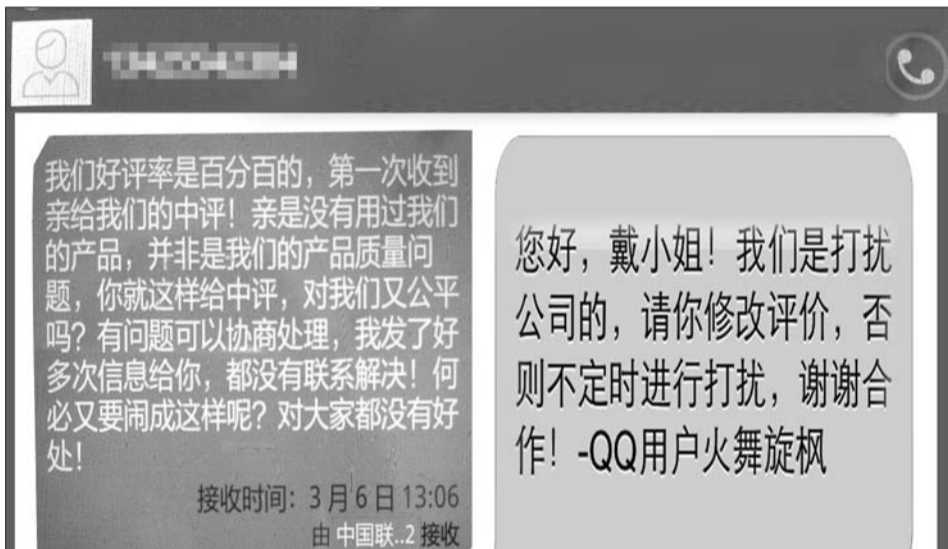 我们好评率是百分百的，第一次收到
亲给我们的中评！亲是没有用过我们
的产品，并非是我们的产品质量问
题，你就这样给中评，对我们又公平
吗？有问题可以协商处理，我发了好
多次信息给你，都没有联系解决！何
必又要闹成这样呢？对大家都没有好
处！
接收时间：3月6日13:06
由 中国联..2 接收
您好，戴小姐！我们是打扰
公司的，请你修改评价，否
则不定时进行打扰，谢谢合
作！-QQ用户火舞旋枫